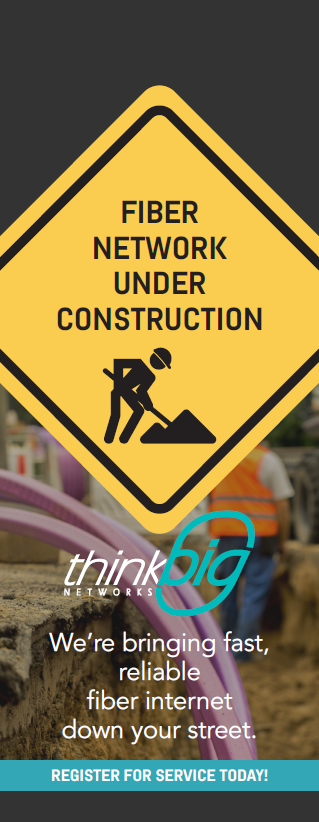 FIBER
NETWORK
UNDER
CONSTRUCTION
thinkbig
NETWORKS
We're bringing fast,
reliable
fiber internet
down your street.
REGISTER FOR SERVICE TODAY!